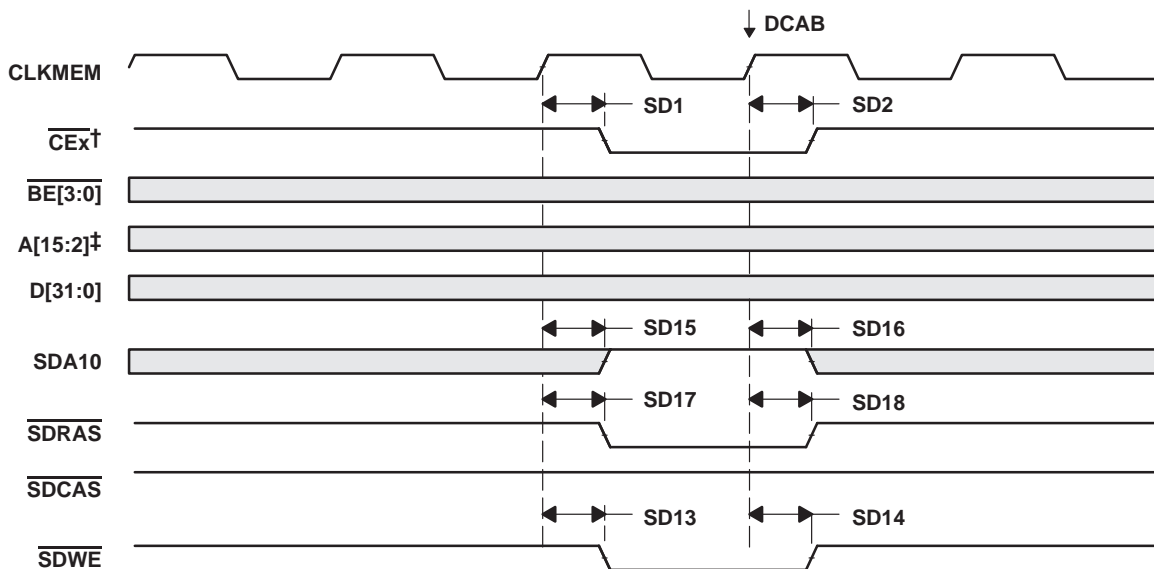 DCAB
CLKMEM
SD1 SD2
CEx†
BE[3:0]
A[15:2]‡
D[31:0]
SD15 SD16
SDA10
SD17 SD18
SDRAS
SDCAS
SD13 SD14
SDWE